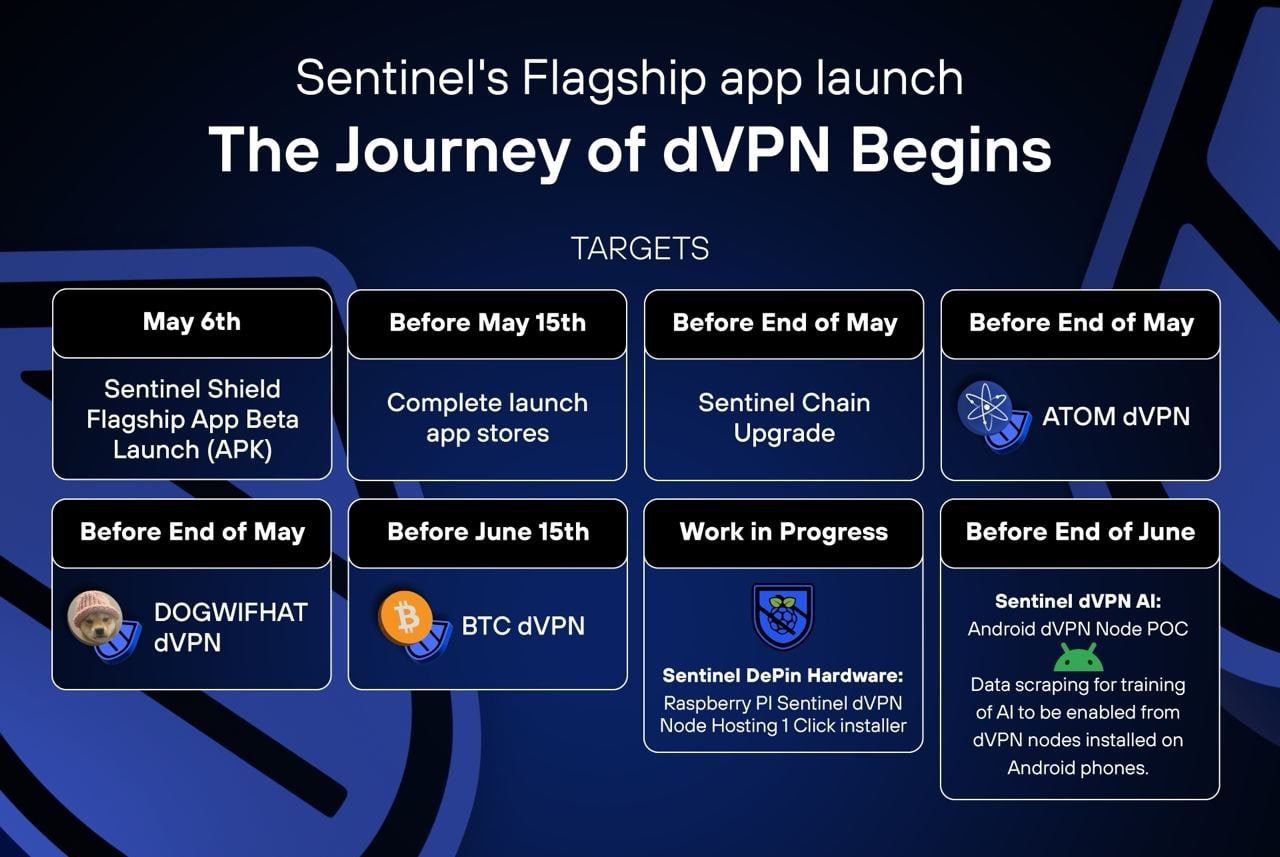 Sentinel's Flagship app launch
The Journey of dVPN Begins
TARGETS
May 6th
Sentinel Shield
Flagship App Beta
Launch (APK)
Before May 15th
Complete launch
app stores
Before End of May
Sentinel Chain
Upgrade
Before End of May
ATOM dVPN
Before End of May
DOGWIFHAT
dVPN
Before June 15th
BTC dVPN
Work in Progress
Sentinel DePin Hardware:
Raspberry PI Sentinel dVPN
Node Hosting 1 Click installer
Before End of June
Sentinel dVPN AI:
Android dVPN Node POC
Data scraping for training
of AI to be enabled from
dVPN nodes installed on
Android phones.